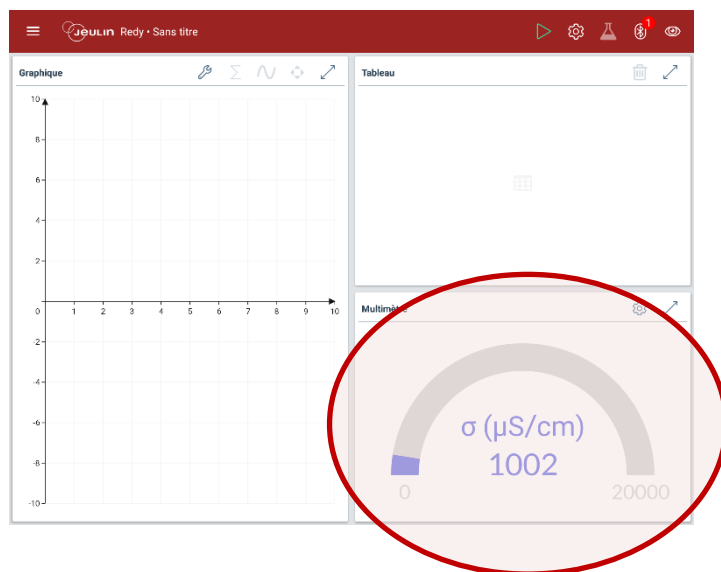 Jeulin Redy • Sans titre
1
Graphique
10
8
6
4
2
0 1 2 3 4 5 6 7 8 9 10
-2
-4
-6
-8
-10
Tableau
Multimètre
σ (µS/cm)
1002
0 20000